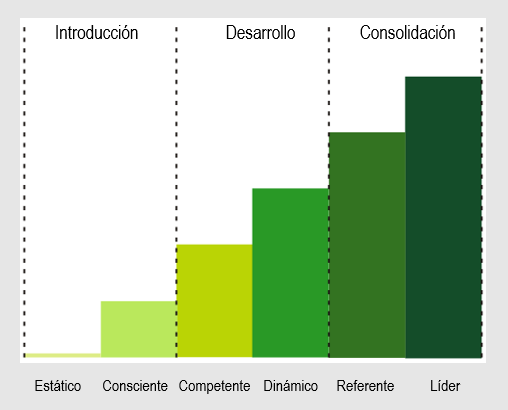 Introducción Desarrollo Consolidación
Estático Consciente Competente Dinámico Referente Líder